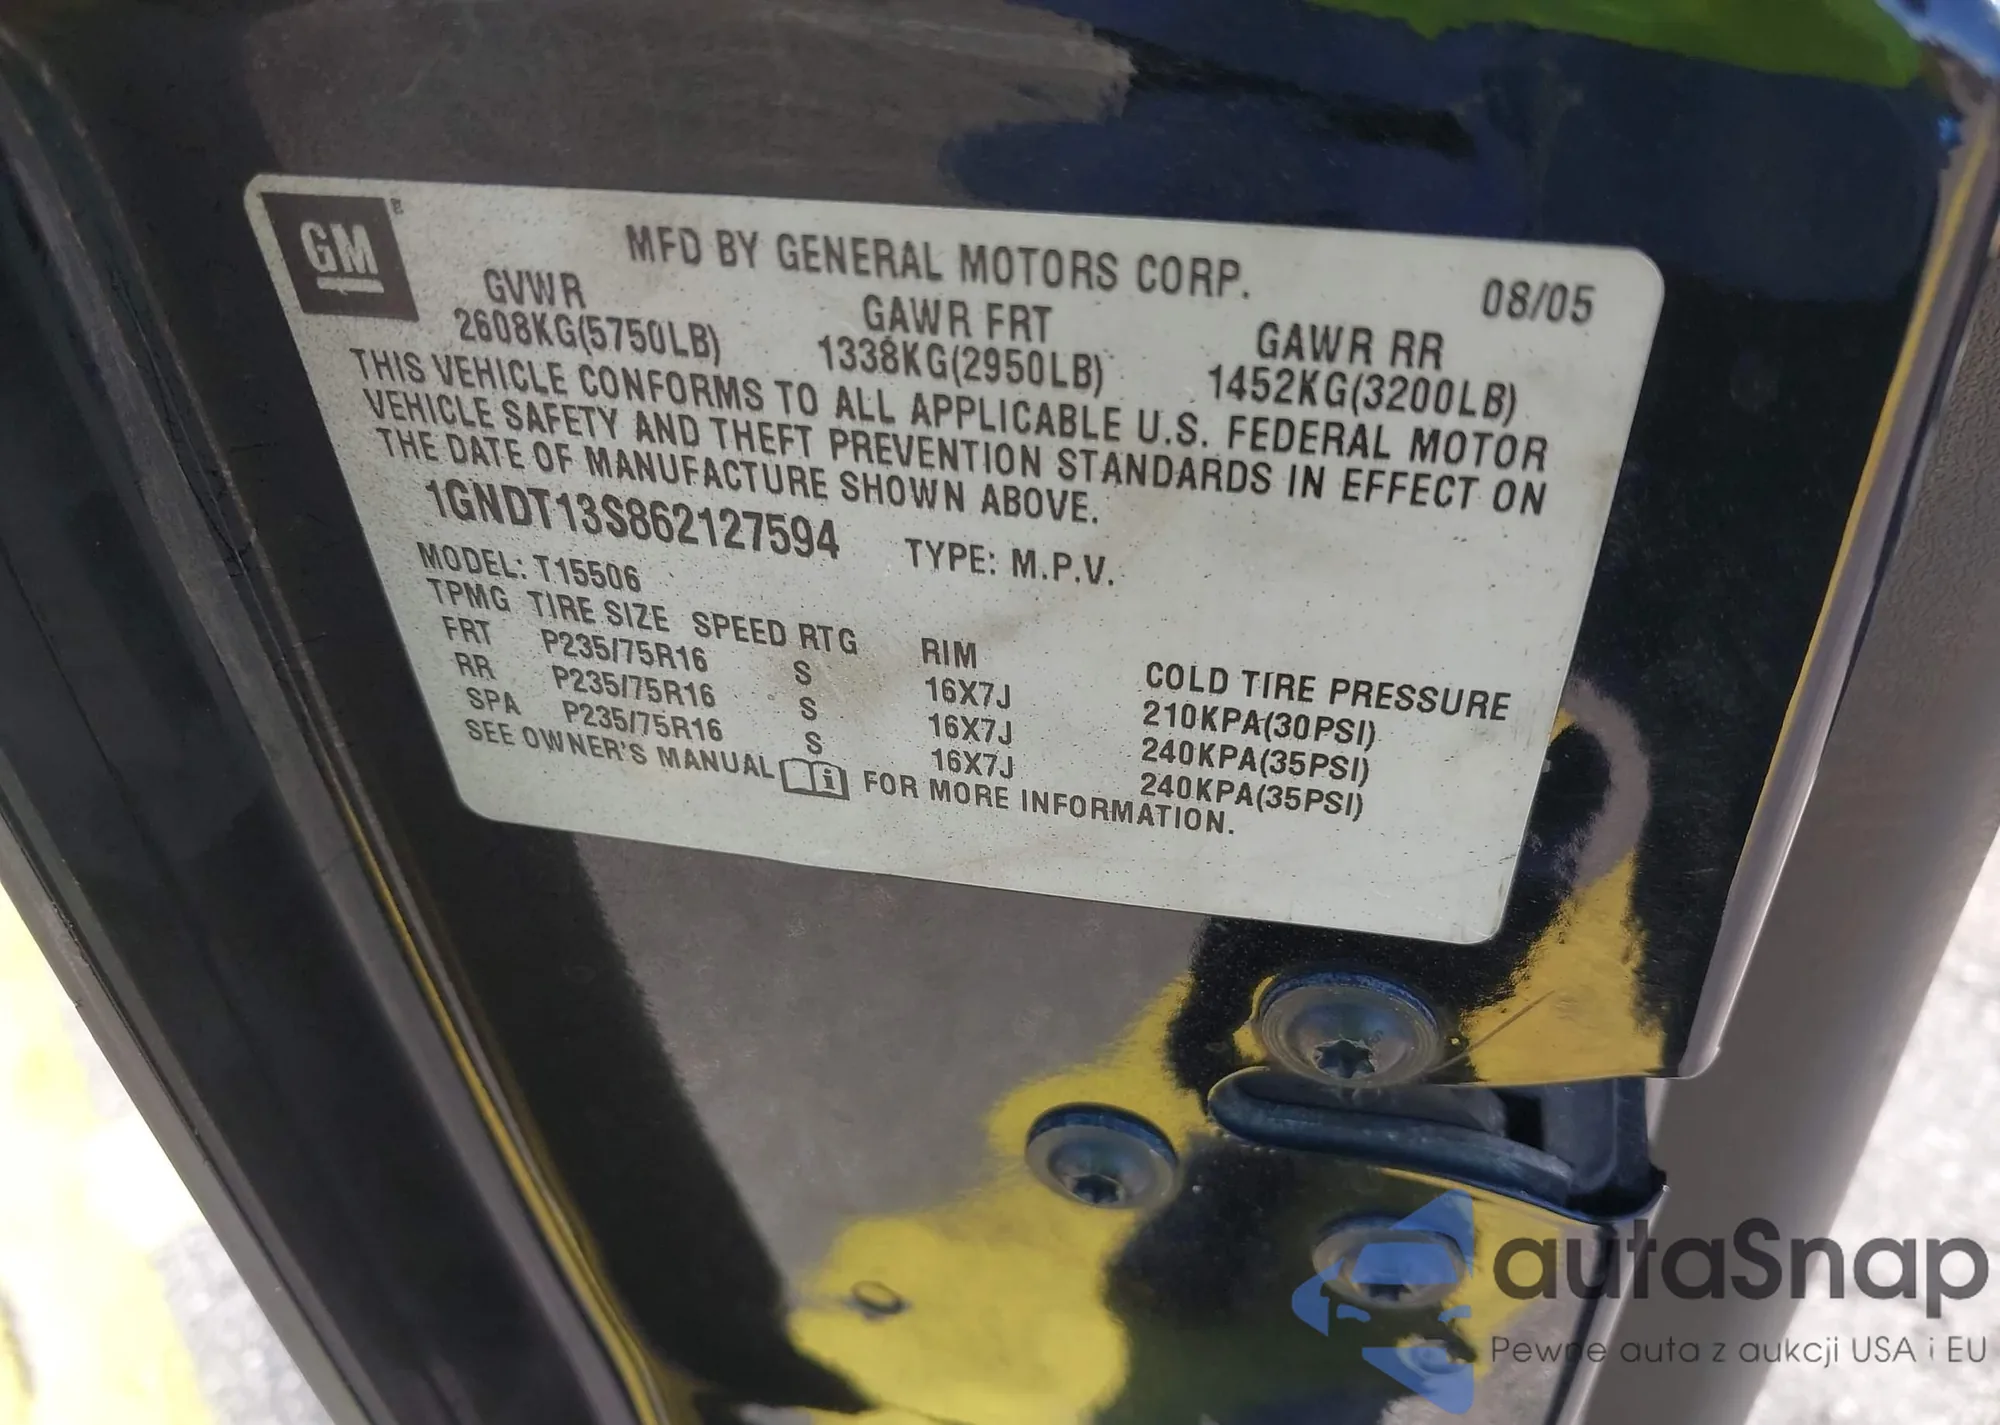 GM
MFD BY GENERAL MOTORS CORP. 08/05
GVWR GAWR FRT GAWR RR
2608KG(5750LB) 1338KG(2950LB) 1452KG(3200LB)
THIS VEHICLE CONFORMS TO ALL APPLICABLE U.S. FEDERAL MOTOR
VEHICLE SAFETY AND THEFT PREVENTION STANDARDS IN EFFECT ON
THE DATE OF MANUFACTURE SHOWN ABOVE.
1GNDT13S862127594 TYPE: M.P.V.
MODEL: T15506
TPMG TIRE SIZE SPEED RTG RIM COLD TIRE PRESSURE
FRT P235/75R16 S 16X7J 210KPA(30PSI)
RR P235/75R16 S 16X7J 240KPA(35PSI)
SPA P235/75R16 S 16X7J 240KPA(35PSI)
SEE OWNER'S MANUAL FOR MORE INFORMATION.
autaSnap
Pewne auta z aukcji USA i EU